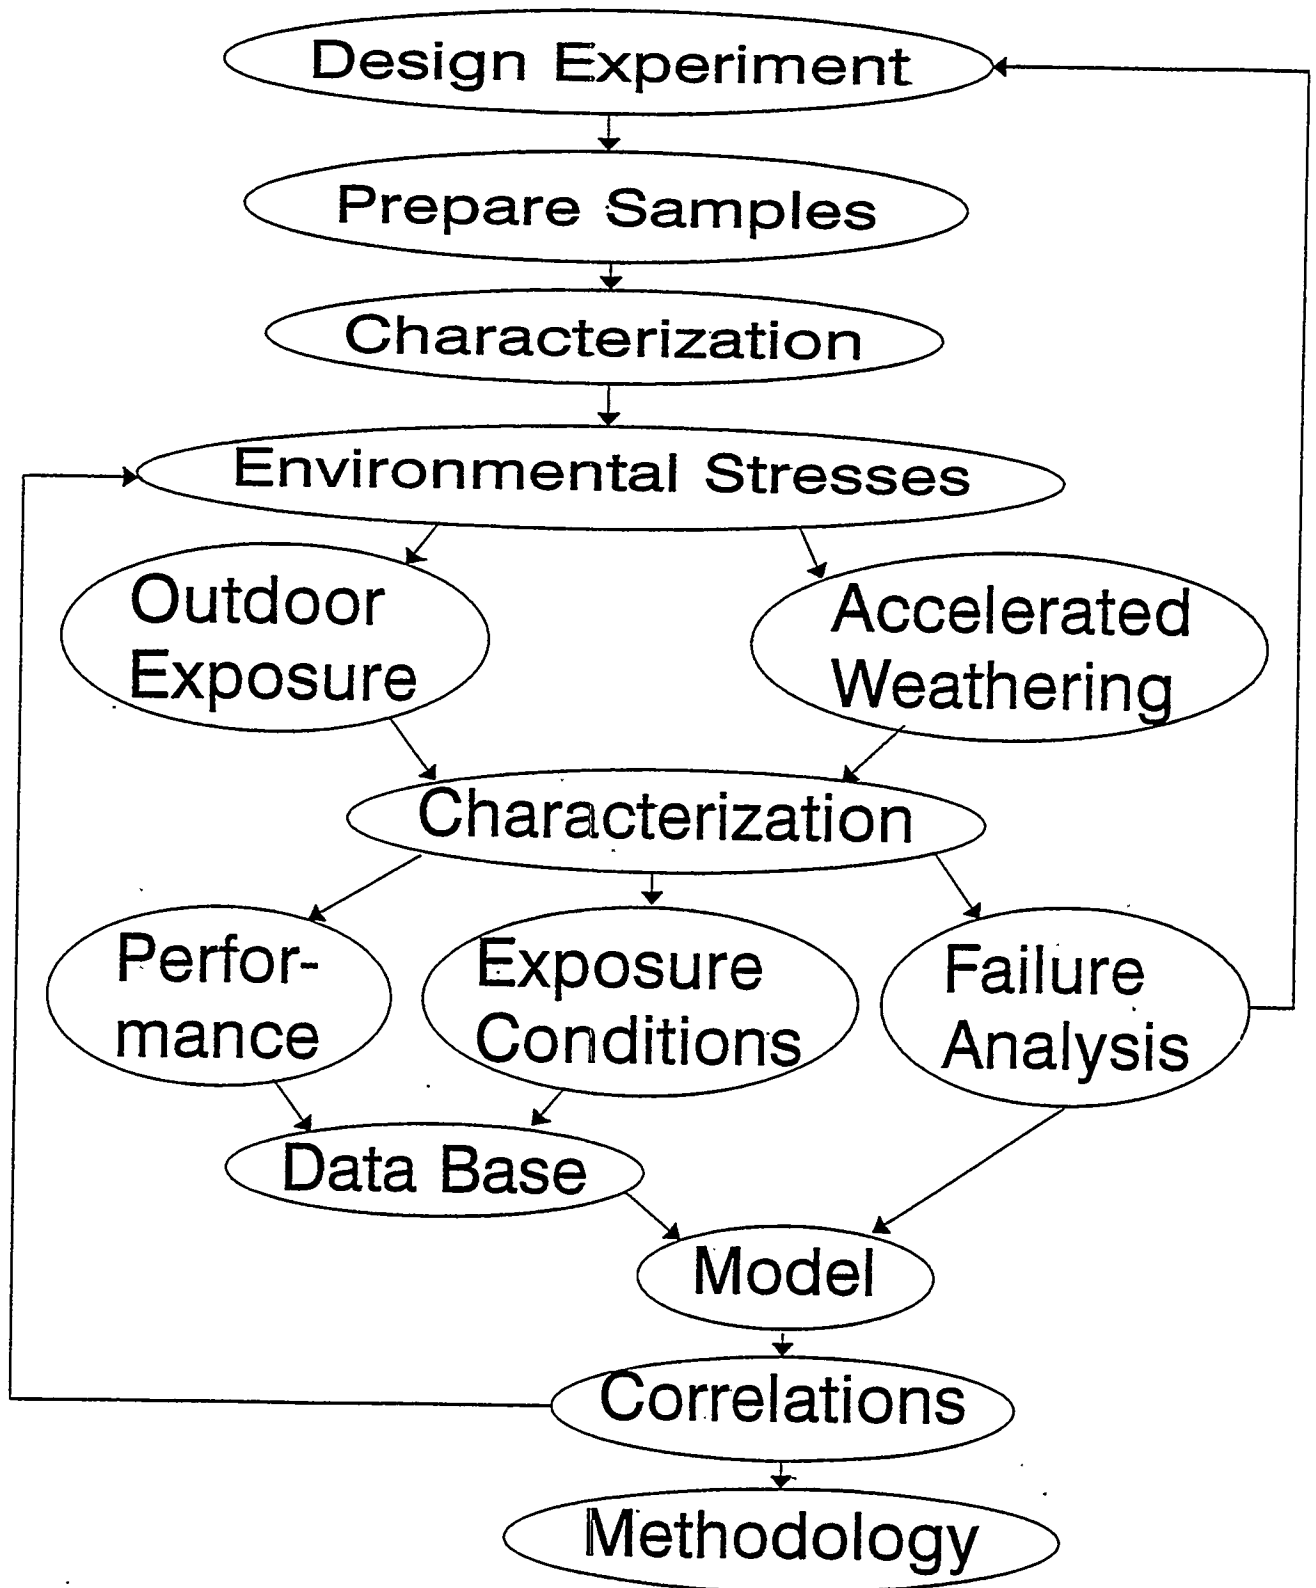 Design Experiment
Prepare Samples
Characterization
Environmental Stresses
Outdoor
Exposure
Accelerated
Weathering
Characterization
Perfor-
mance
Exposure
Conditions
Failure
Analysis
Data Base
Model
Correlations
Methodology